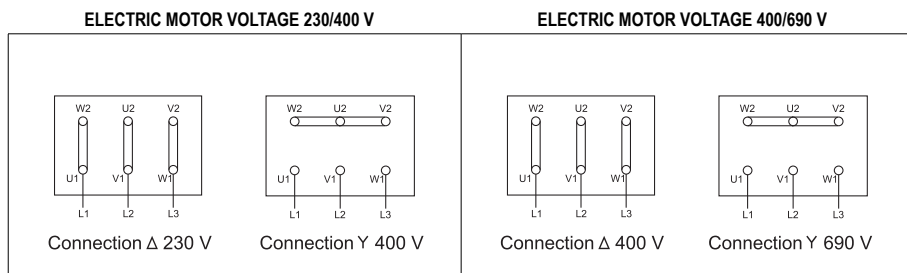 ELECTRIC MOTOR VOLTAGE 230/400 V
W2 U2 V2
U1 V1 W1
L1 L2 L3
Connection Δ 230 V
W2 U2 V2
U1 V1 W1
L1 L2 L3
Connection Y 400 V
ELECTRIC MOTOR VOLTAGE 400/690 V
W2 U2 V2
U1 V1 W1
L1 L2 L3
Connection Δ 400 V
W2 U2 V2
U1 V1 W1
L1 L2 L3
Connection Y 690 V